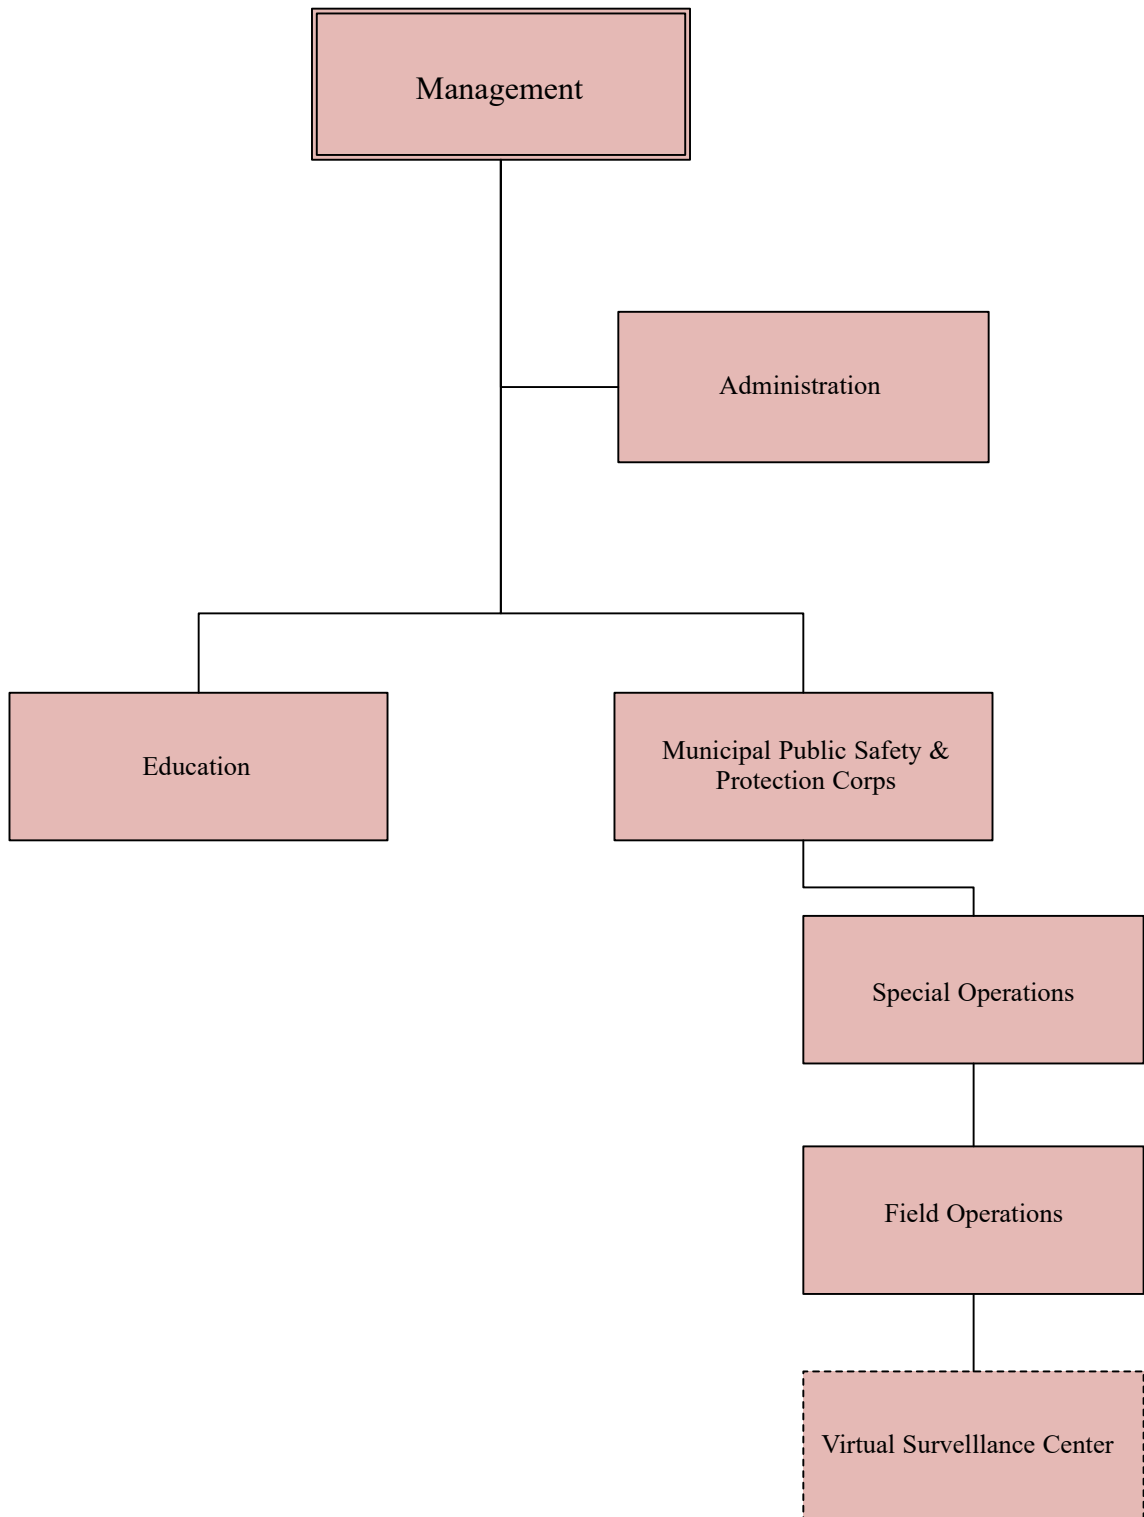 Management
Administration
Education
Municipal Public Safety &
Protection Corps
Special Operations
Field Operations
Virtual Survelllance Center